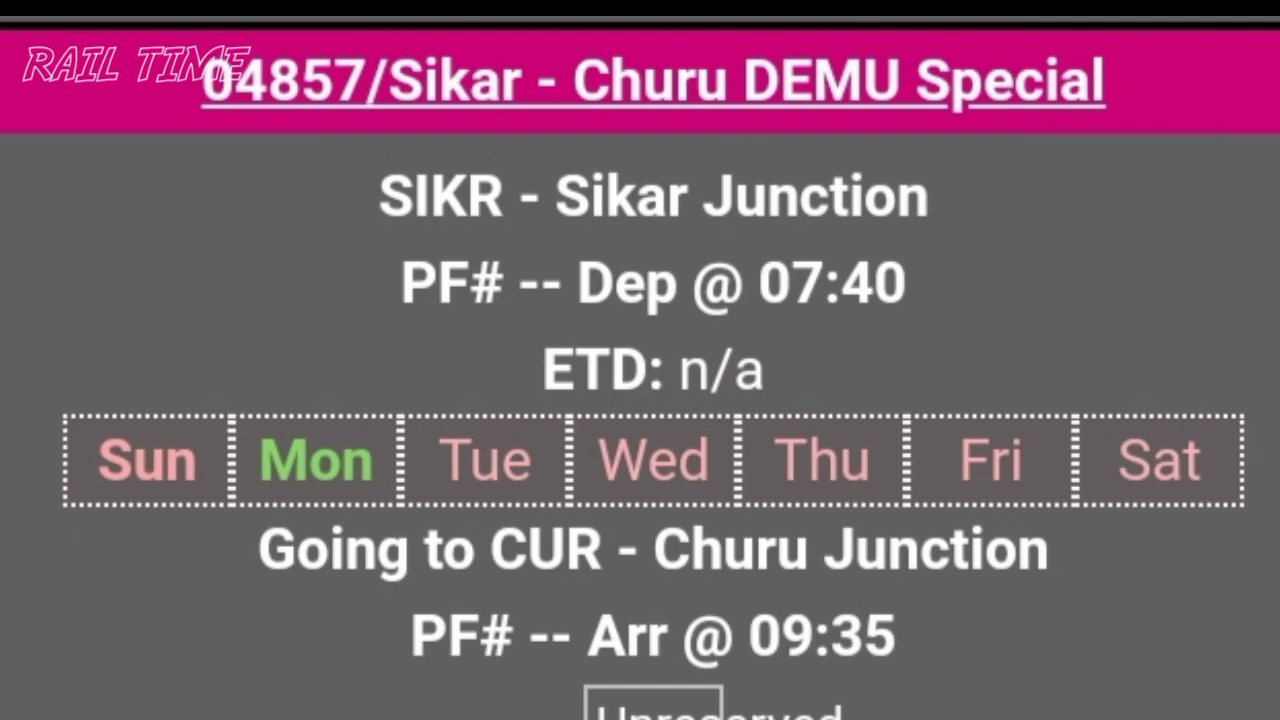 RAIL TIME
04857/Sikar - Churu DEMU Special
SIKR - Sikar Junction
PF# -- Dep @ 07:40
ETD: n/a
Sun Mon Tue Wed Thu Fri Sat
Going to CUR - Churu Junction
PF# -- Arr @ 09:35
Unreserved